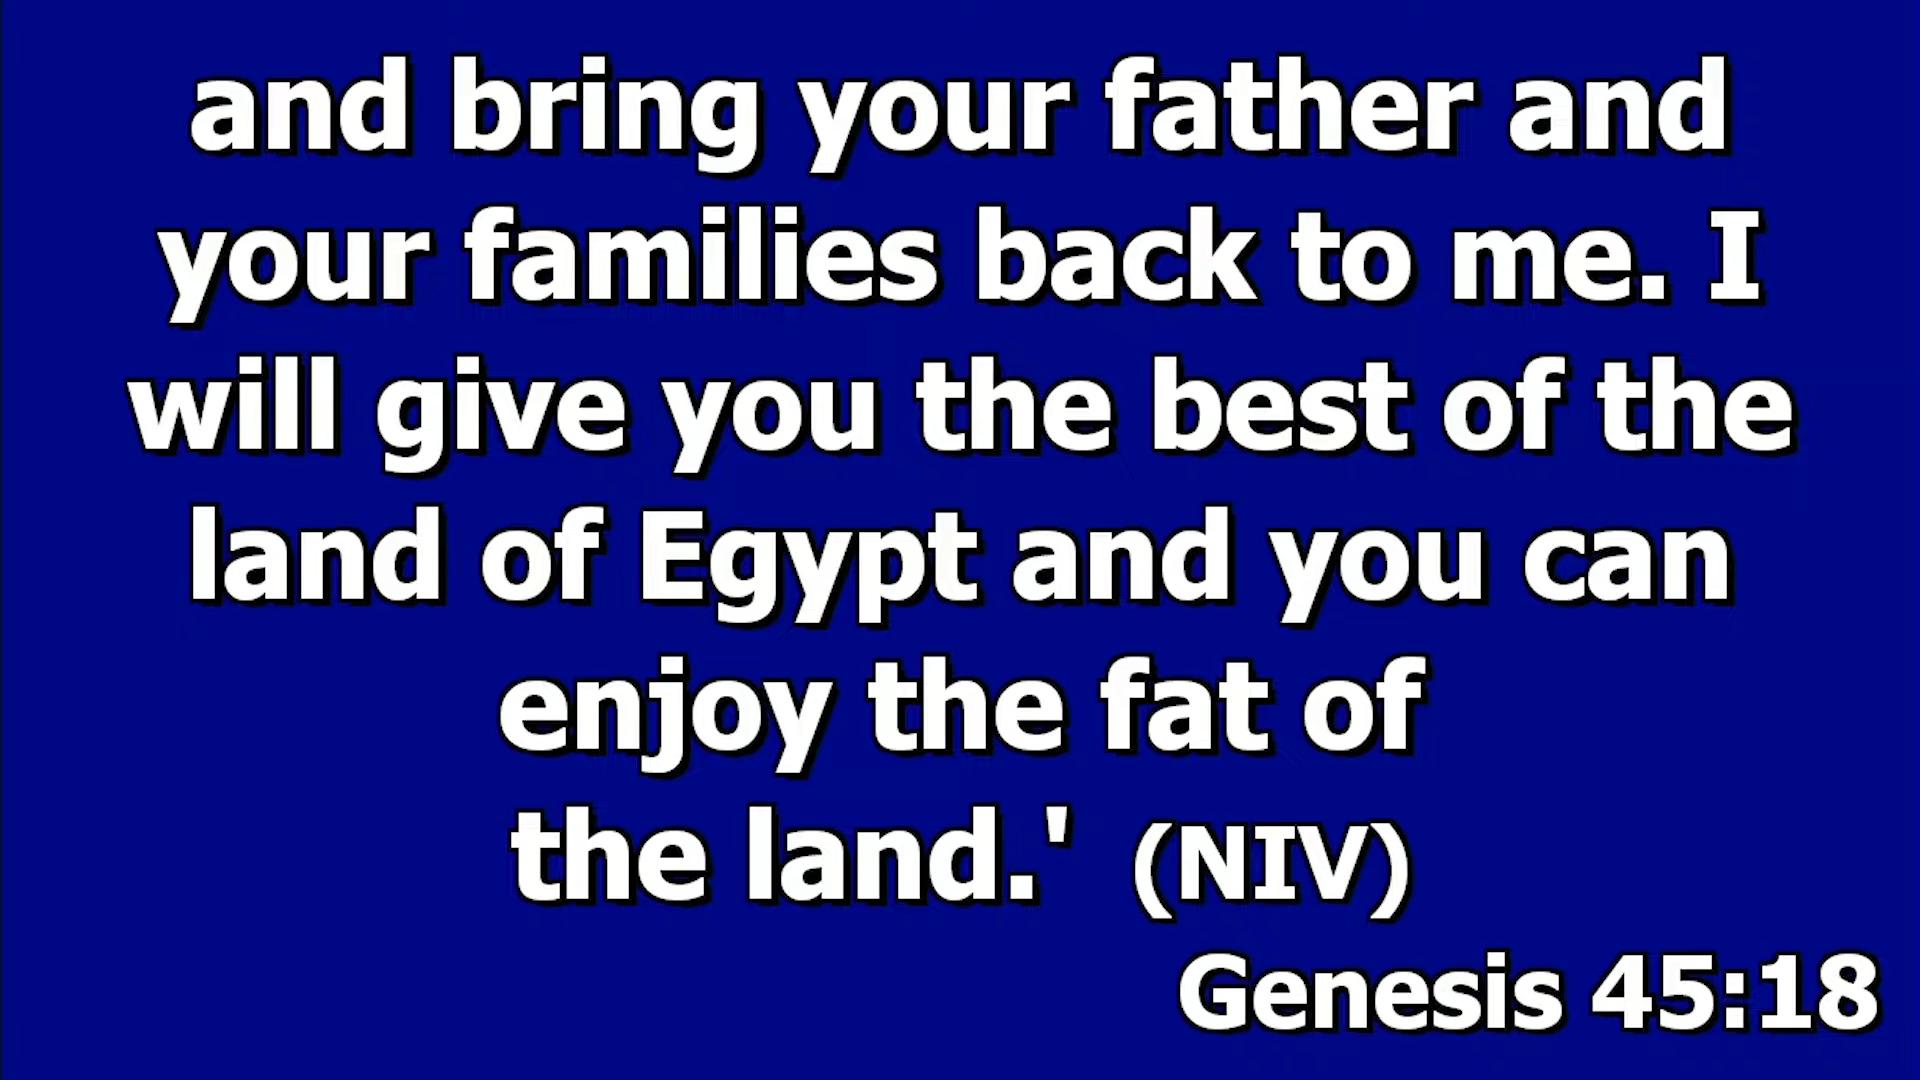 and bring your father and
your families back to me. I
will give you the best of the
land of Egypt and you can
enjoy the fat of
the land.' (NIV)
Genesis 45:18